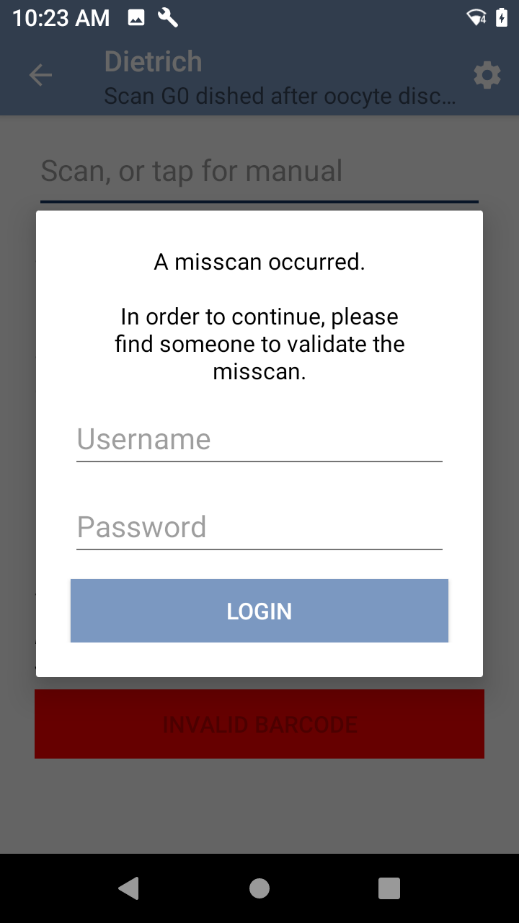 10:23 AM
4
Dietrich
Scan G0 dished after oocyte disc...
Scan, or tap for manual
A misscan occurred.
In order to continue, please
find someone to validate the
misscan.
Username
Password
LOGIN
INVALID BARCODE